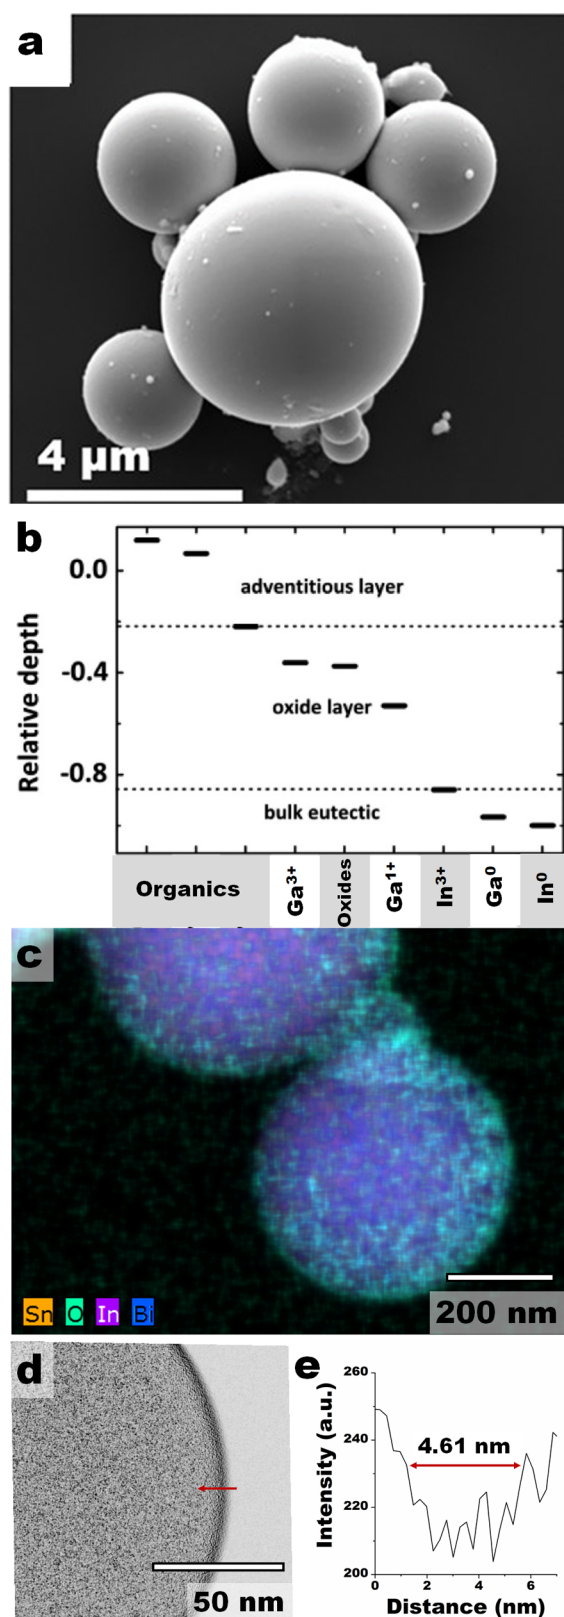 a
4 µm
b
Relative depth
0.0
-0.4
-0.8
adventitious layer
oxide layer
bulk eutectic
Organics
Ga3+
Oxides
Ga1+
In3+
Ga0
In0
c
Sn O In Bi
200 nm
d
50 nm
e
Intensity (a.u.)
260
240
220
200
4.61 nm
0 2 4 6
Distance (nm)